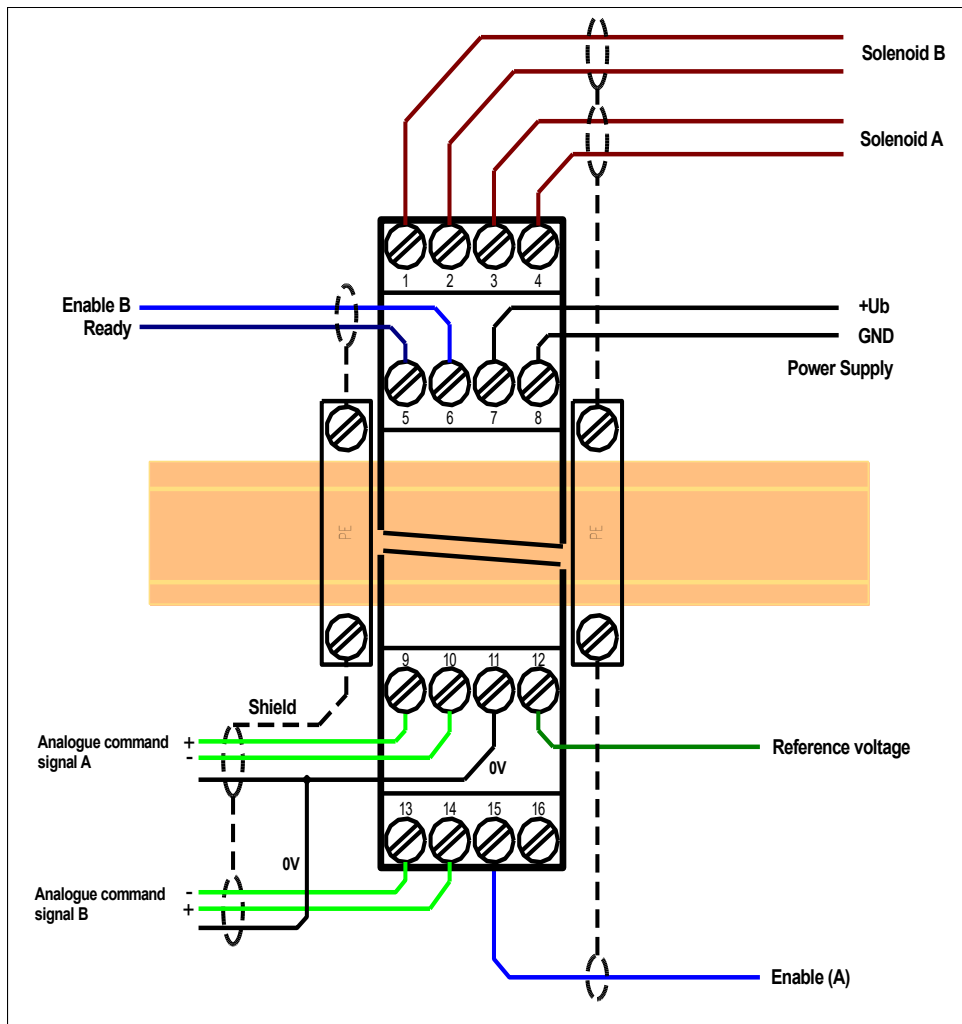 Solenoid B
Solenoid A
1 2 3 4
Enable B
+Ub
Ready
GND
Power Supply
5 6 7 8
PE
PE
9 10 11 12
Shield
Analogue command
signal A
+
-
Reference voltage
0V
13 14 15 16
0V
Analogue command
signal B
-
+
Enable (A)